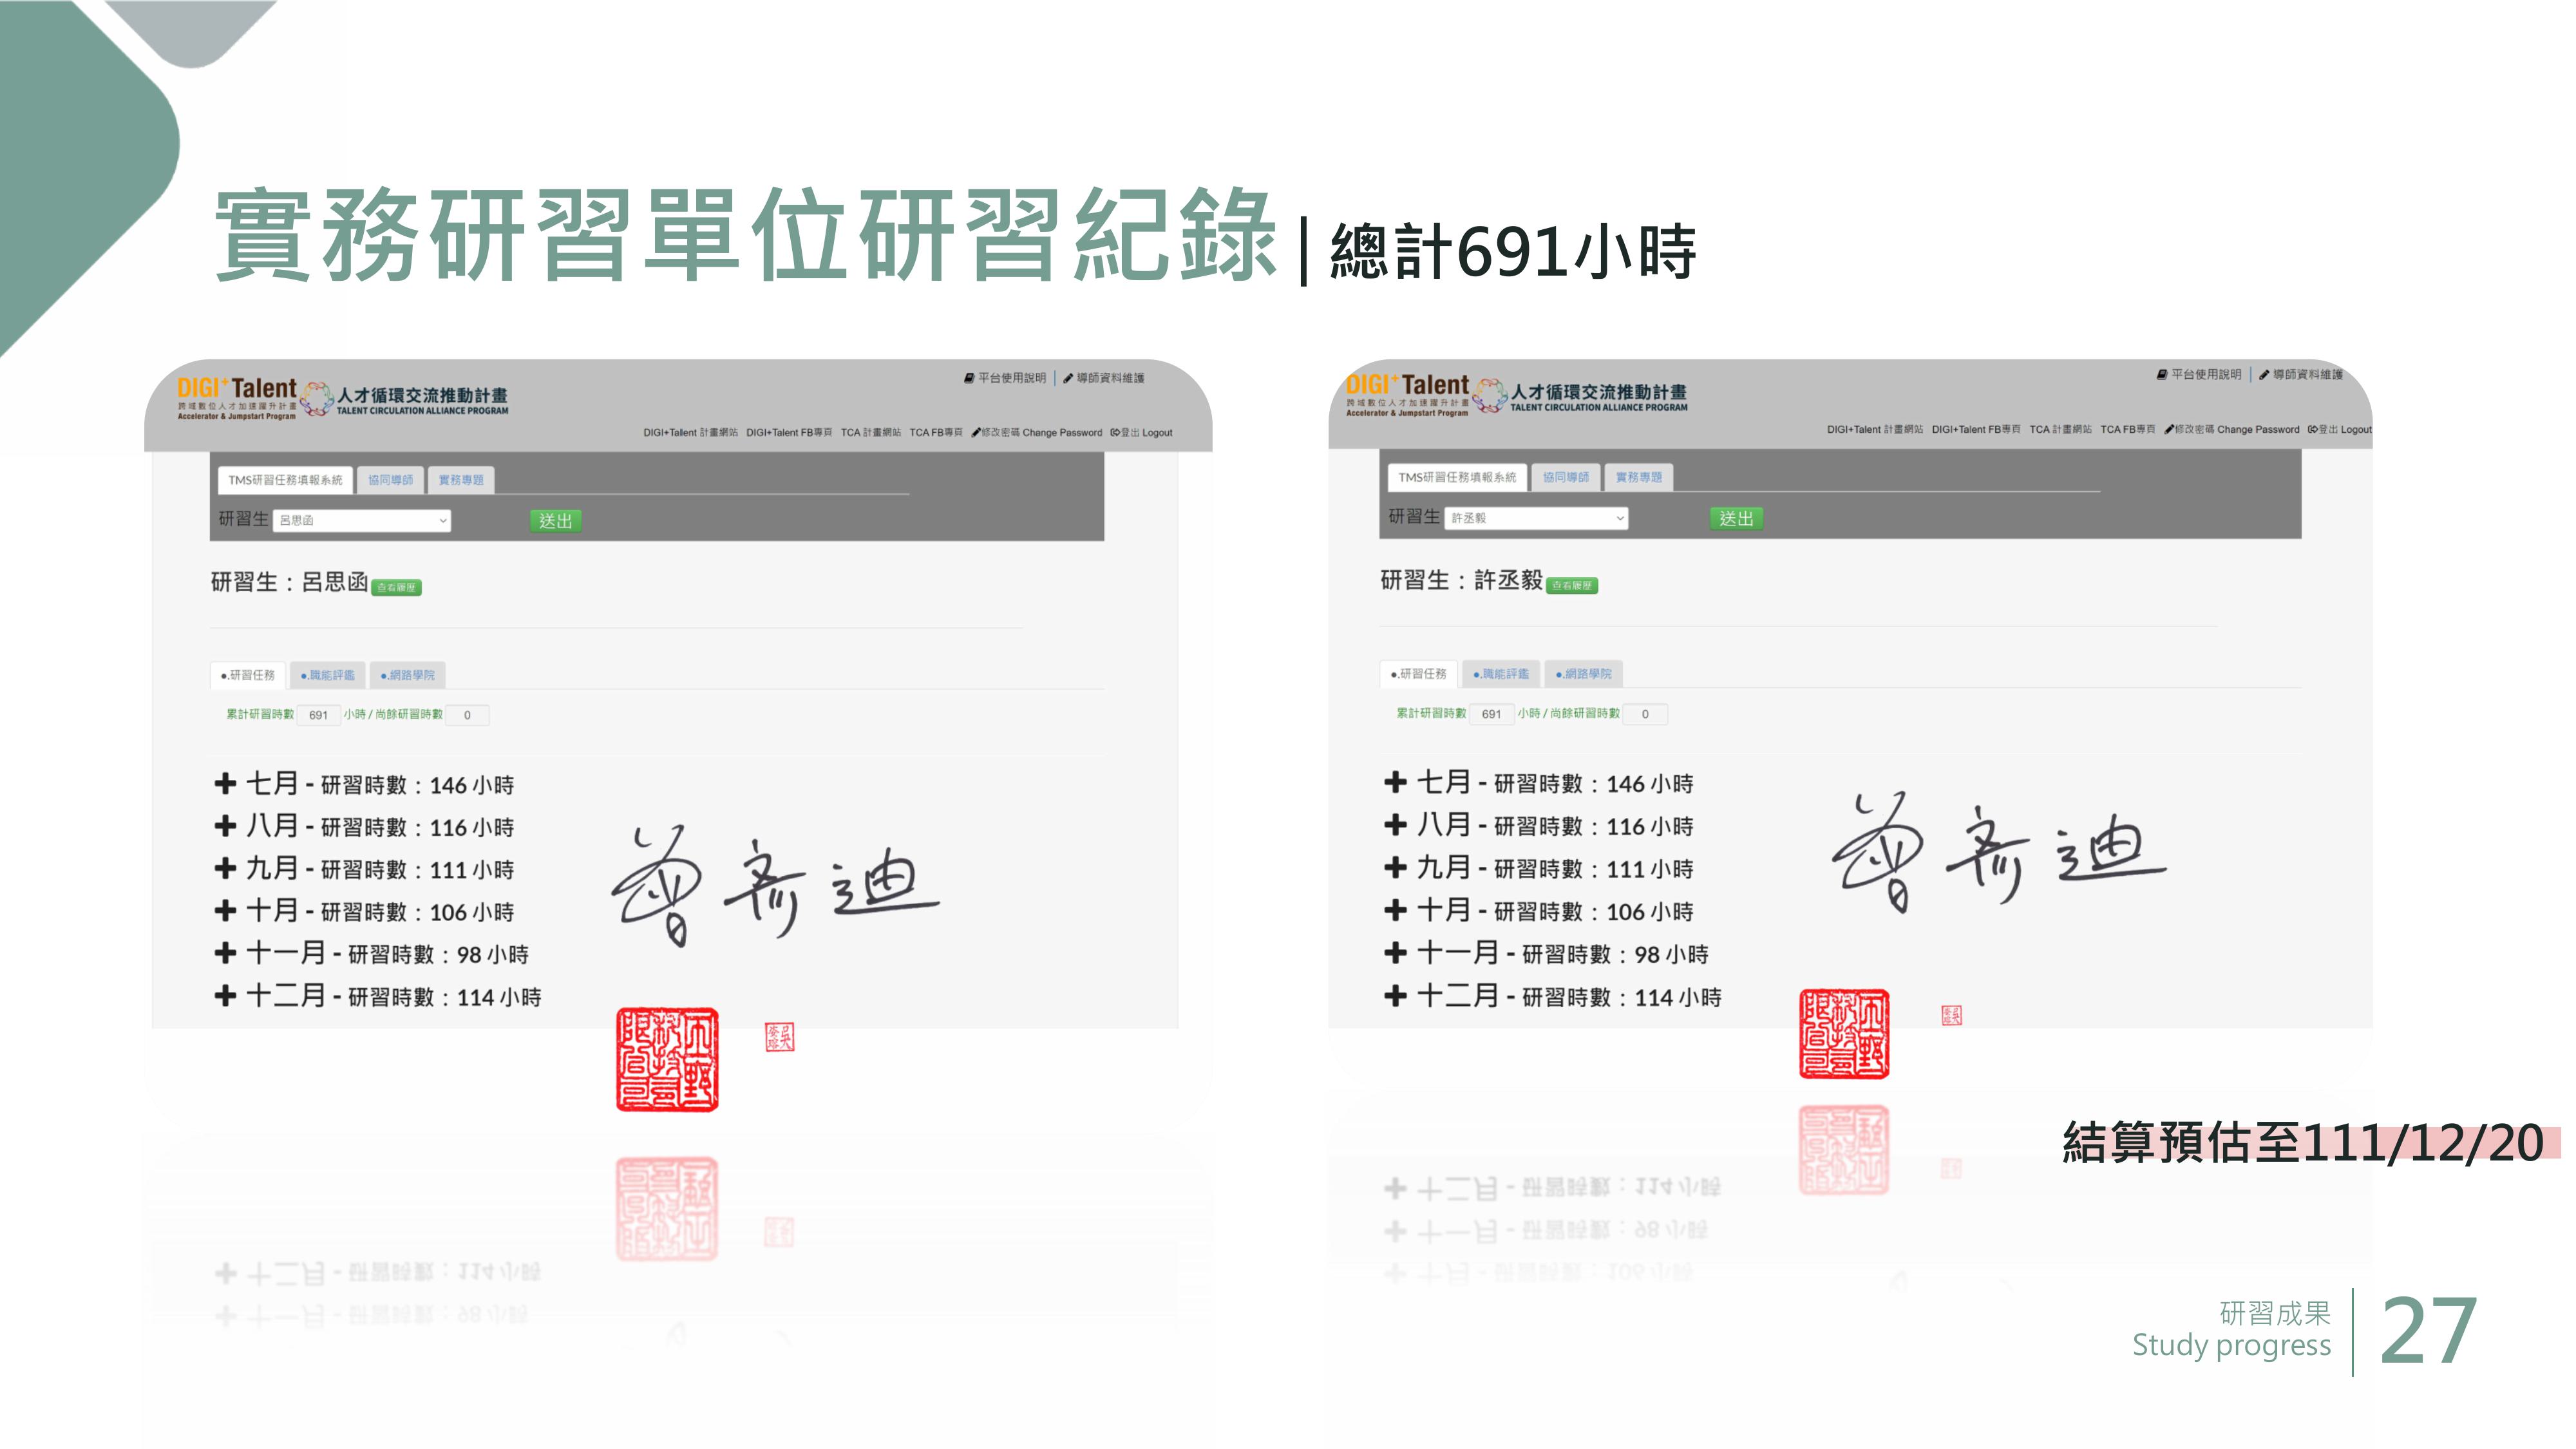 實務研習單位研習紀錄 | 總計691小時
DIGI+Talent
跨域數位人才加速躍升計畫
Accelerator & Jumpstart Program
人才循環交流推動計畫
TALENT CIRCULATION ALLIANCE PROGRAM
平台使用說明 | 導師資料維護
DIGI+Talent 計畫網站 DIGI+Talent FB專頁 TCA 計畫網站 TCA FB專頁 修改密碼 Change Password 登出 Logout
TMS研習任務填報系統 協同導師 實務專題
研習生 呂思函 送出
研習生：呂思函 查看履歷
●.研習任務 ●.職能評鑑 ●.網路學院
累計研習時數 691 小時 / 尚餘研習時數 0
七月 - 研習時數：146 小時
八月 - 研習時數：116 小時
九月 - 研習時數：111 小時
十月 - 研習時數：106 小時
十一月 - 研習時數：98 小時
十二月 - 研習時數：114 小時
曾齊迪
DIGI+Talent
跨域數位人才加速躍升計畫
Accelerator & Jumpstart Program
人才循環交流推動計畫
TALENT CIRCULATION ALLIANCE PROGRAM
平台使用說明 | 導師資料維護
DIGI+Talent 計畫網站 DIGI+Talent FB專頁 TCA 計畫網站 TCA FB專頁 修改密碼 Change Password 登出 Logout
TMS研習任務填報系統 協同導師 實務專題
研習生 許丞毅 送出
研習生：許丞毅 查看履歷
●.研習任務 ●.職能評鑑 ●.網路學院
累計研習時數 691 小時 / 尚餘研習時數 0
七月 - 研習時數：146 小時
八月 - 研習時數：116 小時
九月 - 研習時數：111 小時
十月 - 研習時數：106 小時
十一月 - 研習時數：98 小時
十二月 - 研習時數：114 小時
曾齊迪
結算預估至111/12/20
研習成果
Study progress
27